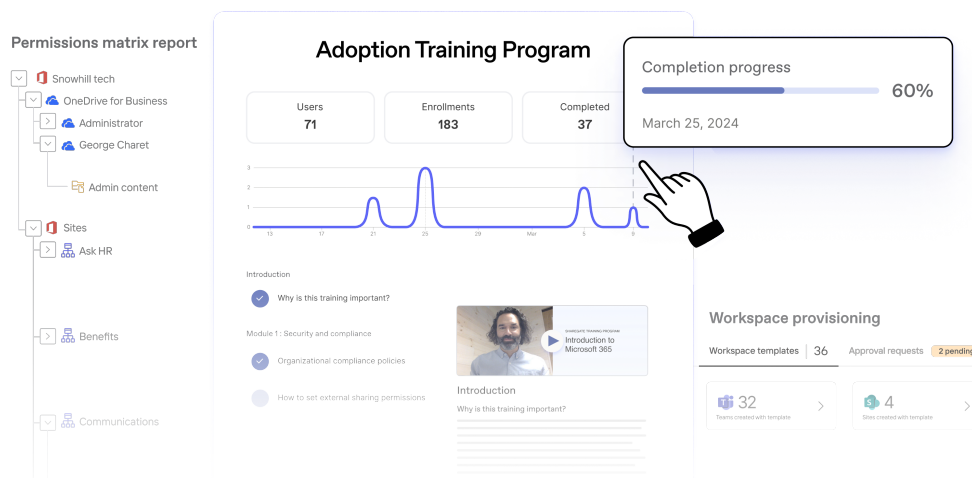 Permissions matrix report
Snowhill tech
OneDrive for Business
Administrator
George Charet
Admin content
Sites
Ask HR
Benefits
Communications
Adoption Training Program
Users
71
Enrollments
183
Completed
37
Completion progress
60%
March 25, 2024
3
2
1
0
13 17 21 25 29 Mar 5 9
Introduction
Why is this training important?
Module 1 : Security and compliance
Organizational compliance policies
How to set external sharing permissions
SHAREGATE TRAINING PROGRAM
Introduction to
Microsoft 365
Introduction
Why is this training important?
Workspace provisioning
Workspace templates 36 Approval requests 2 pending
32
Teams created with template
4
Sites created with template